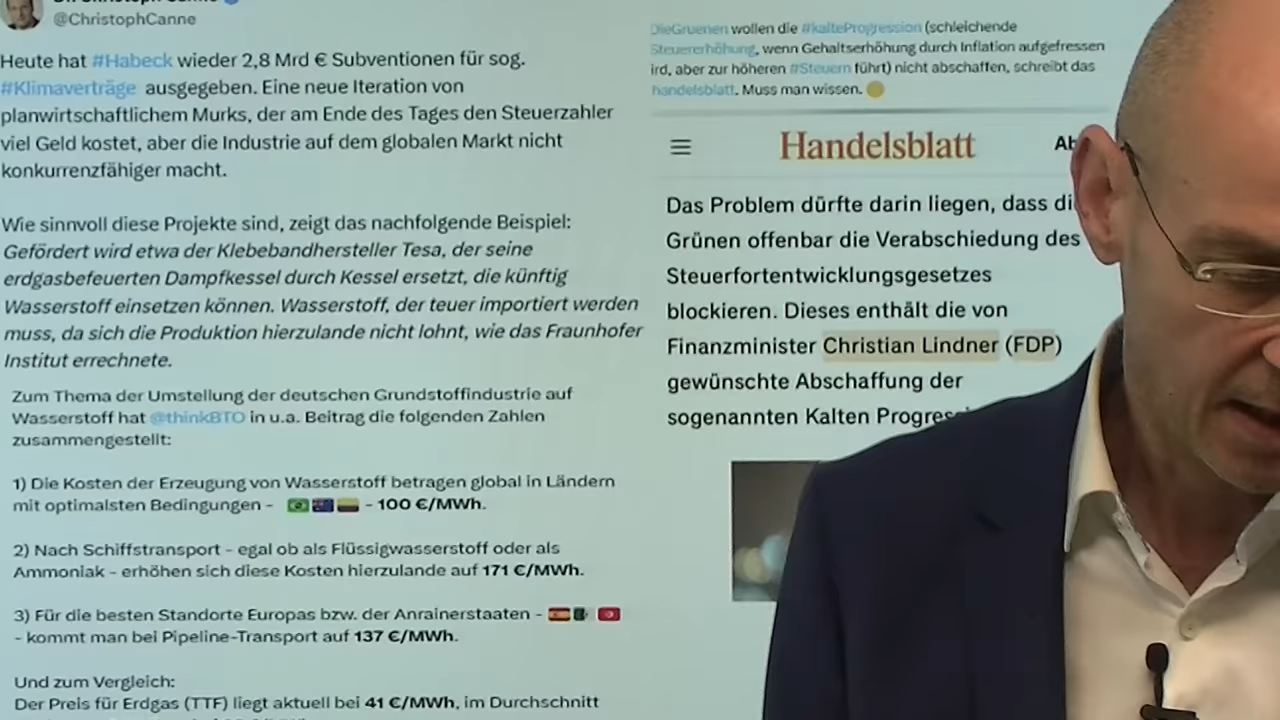 @ChristophCanne
Heute hat #Habeck wieder 2,8 Mrd € Subventionen für sog.
#Klimaverträge ausgegeben. Eine neue Iteration von
planwirtschaftlichem Murks, der am Ende des Tages den Steuerzahler
viel Geld kostet, aber die Industrie auf dem globalen Markt nicht
konkurrenzfähiger macht.
Wie sinnvoll diese Projekte sind, zeigt das nachfolgende Beispiel:
Gefördert wird etwa der Klebebandhersteller Tesa, der seine
erdgasbefeuerten Dampfkessel durch Kessel ersetzt, die künftig
Wasserstoff einsetzen können. Wasserstoff, der teuer importiert werden
muss, da sich die Produktion hierzulande nicht lohnt, wie das Fraunhofer
Institut errechnete.
Zum Thema der Umstellung der deutschen Grundstoffindustrie auf
Wasserstoff hat @thinkBTO in u.a. Beitrag die folgenden Zahlen
zusammengestellt:
1) Die Kosten der Erzeugung von Wasserstoff betragen global in Ländern
mit optimalsten Bedingungen - - 100 €/MWh.
2) Nach Schiffstransport - egal ob als Flüssigwasserstoff oder als
Ammoniak - erhöhen sich diese Kosten hierzulande auf 171 €/MWh.
3) Für die besten Standorte Europas bzw. der Anrainerstaaten -
- kommt man bei Pipeline-Transport auf 137 €/MWh.
Und zum Vergleich:
Der Preis für Erdgas (TTF) liegt aktuell bei 41 €/MWh, im Durchschnitt
DieGruenen wollen die #kalteProgression (schleichende
Steuererhöhung, wenn Gehaltserhöhung durch Inflation aufgefressen
ird, aber zur höheren #Steuern führt) nicht abschaffen, schreibt das
handelsblatt. Muss man wissen.
Handelsblatt
Ab
Das Problem dürfte darin liegen, dass di
Grünen offenbar die Verabschiedung des
Steuerfortentwicklungsgesetzes
blockieren. Dieses enthält die von
Finanzminister Christian Lindner (FDP)
gewünschte Abschaffung der
sogenannten Kalten Progres